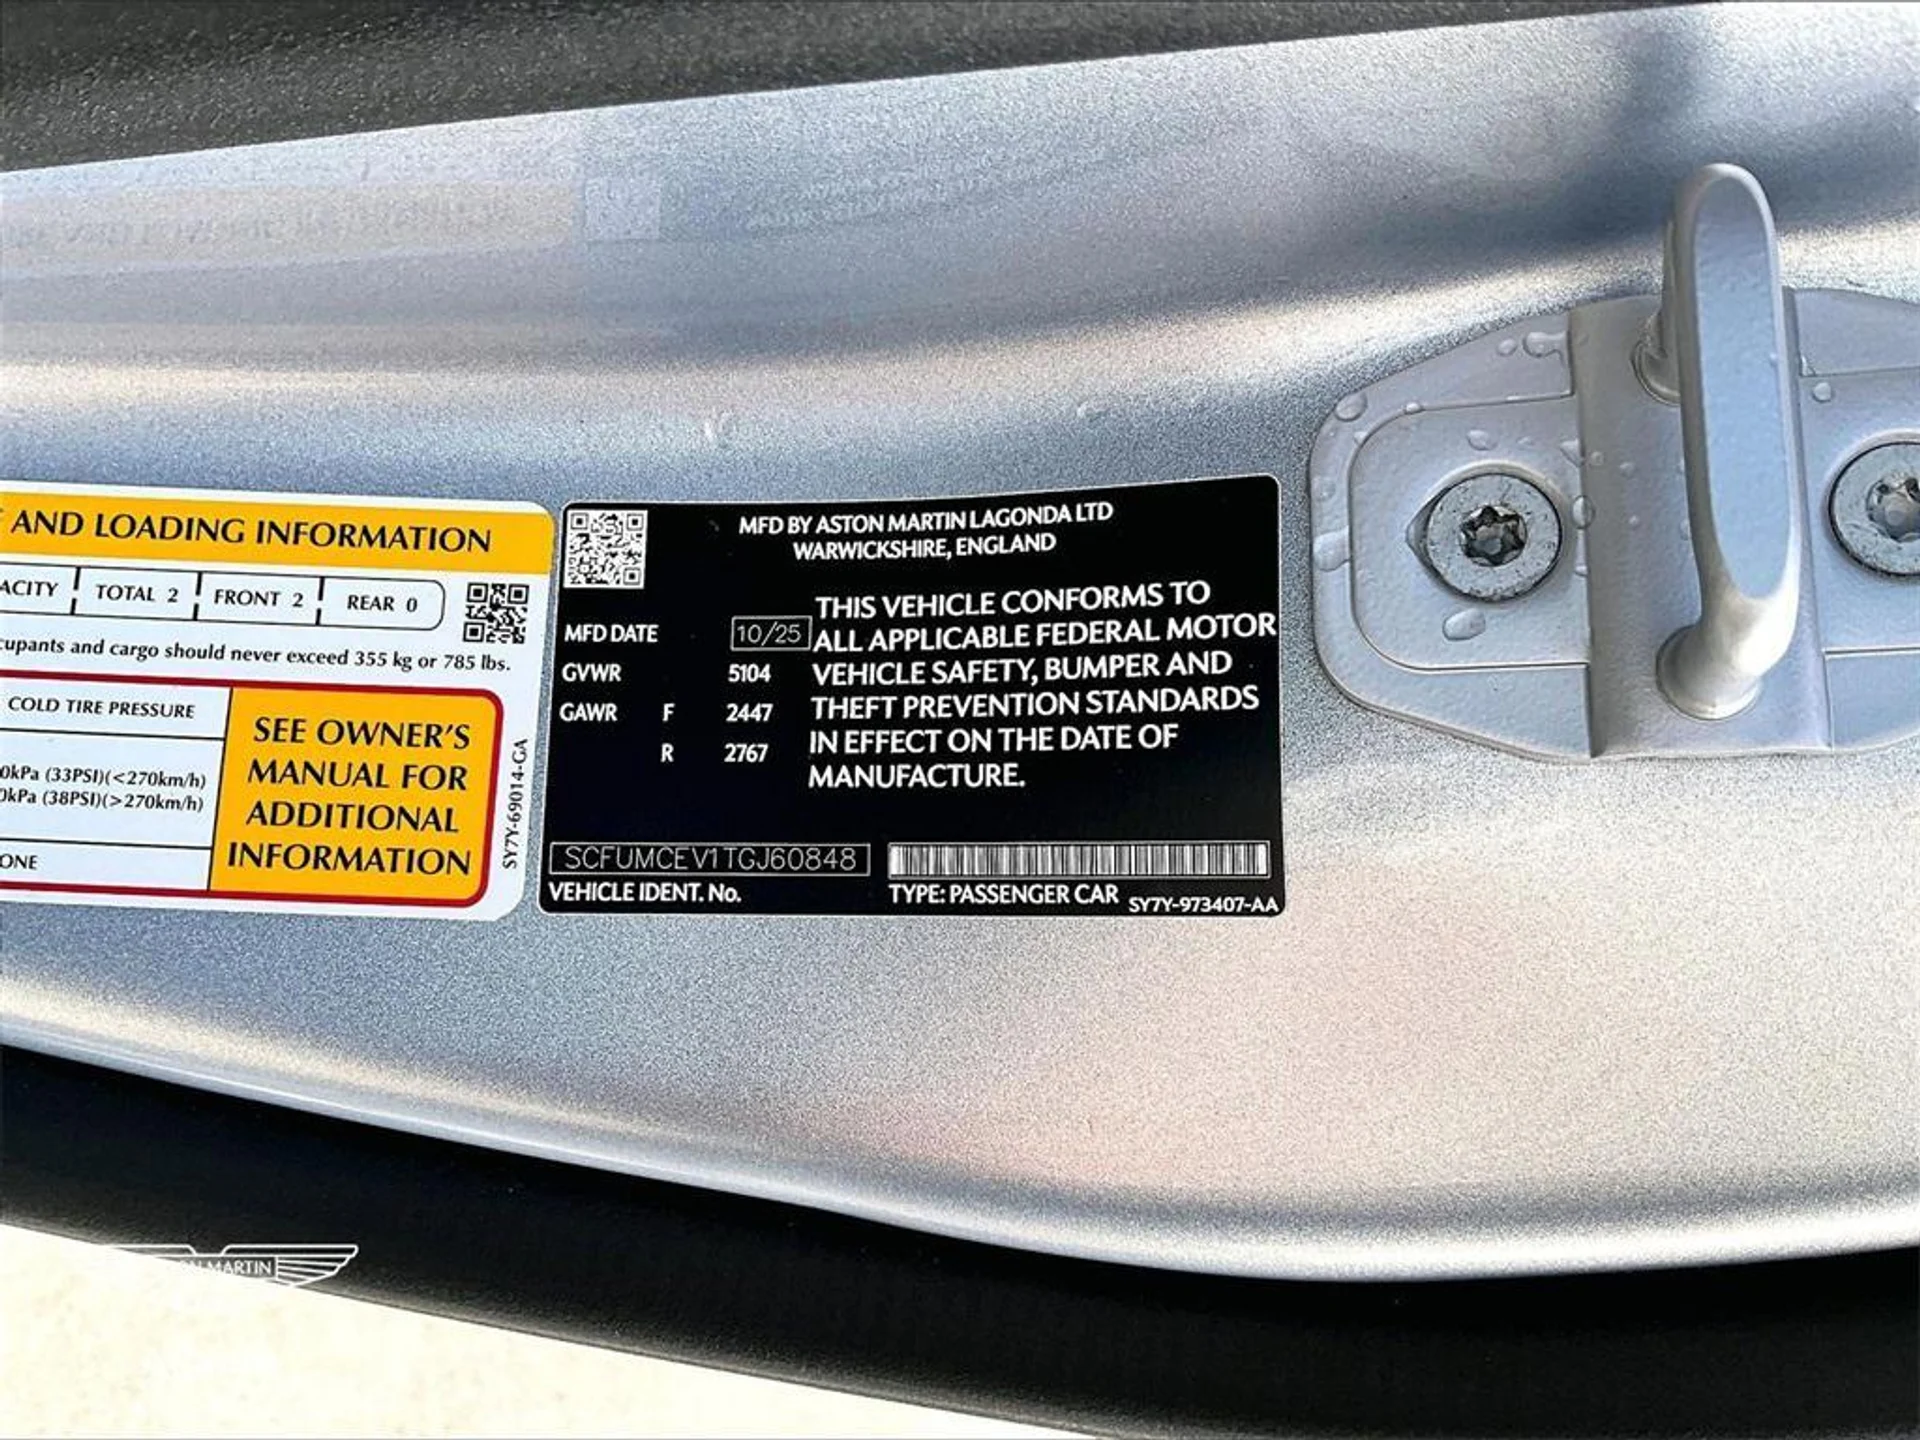 AND LOADING INFORMATION
ACITY TOTAL 2 FRONT 2 REAR 0
cupants and cargo should never exceed 355 kg or 785 lbs.
COLD TIRE PRESSURE
0kPa (33PSI)(<270km/h)
0kPa (38PSI)(>270km/h)
ONE
SEE OWNER'S
MANUAL FOR
ADDITIONAL
INFORMATION
SY7Y-69014-GA
MFD BY ASTON MARTIN LAGONDA LTD
WARWICKSHIRE, ENGLAND
MFD DATE 10/25
GVWR 5104
GAWR F 2447
R 2767
THIS VEHICLE CONFORMS TO
ALL APPLICABLE FEDERAL MOTOR
VEHICLE SAFETY, BUMPER AND
THEFT PREVENTION STANDARDS
IN EFFECT ON THE DATE OF
MANUFACTURE.
SCFUMCEV1TGJ60848
VEHICLE IDENT. No.
TYPE: PASSENGER CAR
SY7Y-973407-AA
MARTIN